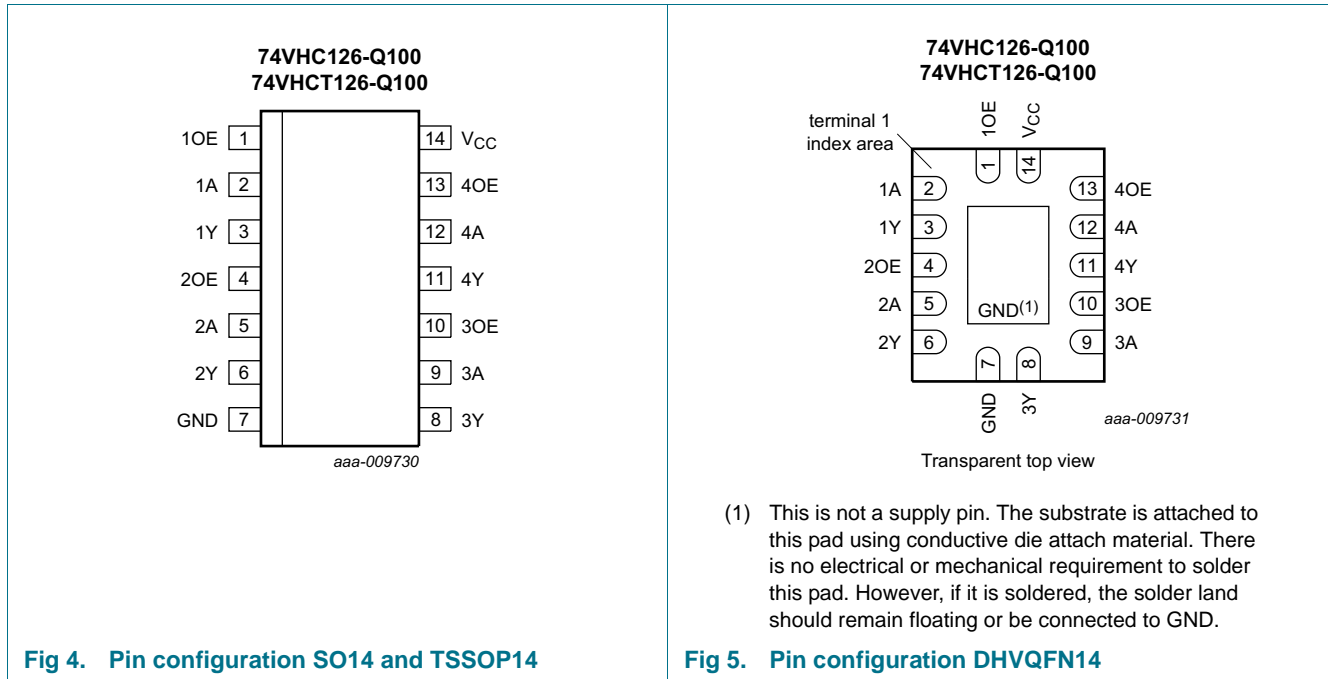 74VHC126-Q100
74VHCT126-Q100
1OE 1
14 VCC
1A 2
13 4OE
1Y 3
12 4A
2OE 4
11 4Y
2A 5
10 3OE
2Y 6
9 3A
GND 7
8 3Y
aaa-009730
Fig 4. Pin configuration SO14 and TSSOP14
74VHC126-Q100
74VHCT126-Q100
terminal 1
index area
1OE
VCC
1
14
1A 2
13 4OE
1Y 3
12 4A
2OE 4
11 4Y
2A 5
GND(1)
10 3OE
2Y 6
9 3A
7
8
GND
3Y
aaa-009731
Transparent top view
(1) This is not a supply pin. The substrate is attached to
this pad using conductive die attach material. There
is no electrical or mechanical requirement to solder
this pad. However, if it is soldered, the solder land
should remain floating or be connected to GND.
Fig 5. Pin configuration DHVQFN14